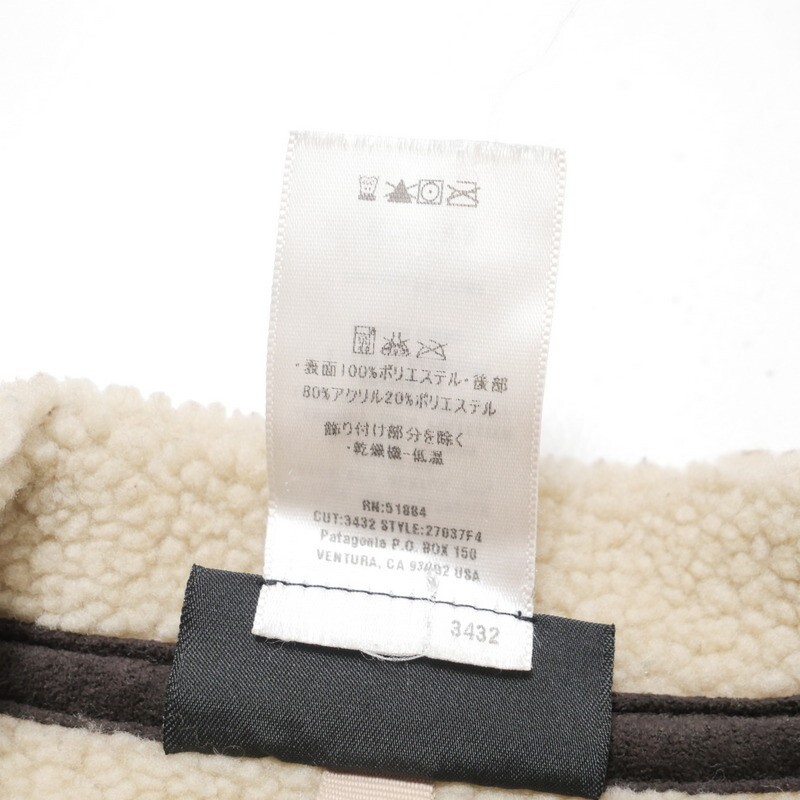 ・表面100%ポリエステル・後部
80%アクリル20%ポリエステル
飾り付け部分を除く
・乾燥機-低温
RN:51884
CUT:3432 STYLE:27037F4
Patagonia P.O. BOX 150
VENTURA, CA 93002 USA
3432